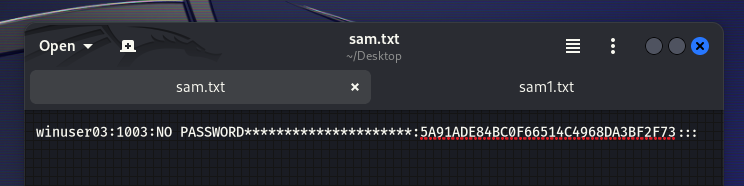 Open
sam.txt
~/Desktop
sam.txt
sam1.txt
winuser03:1003:NO PASSWORD*********************:5A91ADE84BC0F66514C4968DA3BF2F73:::